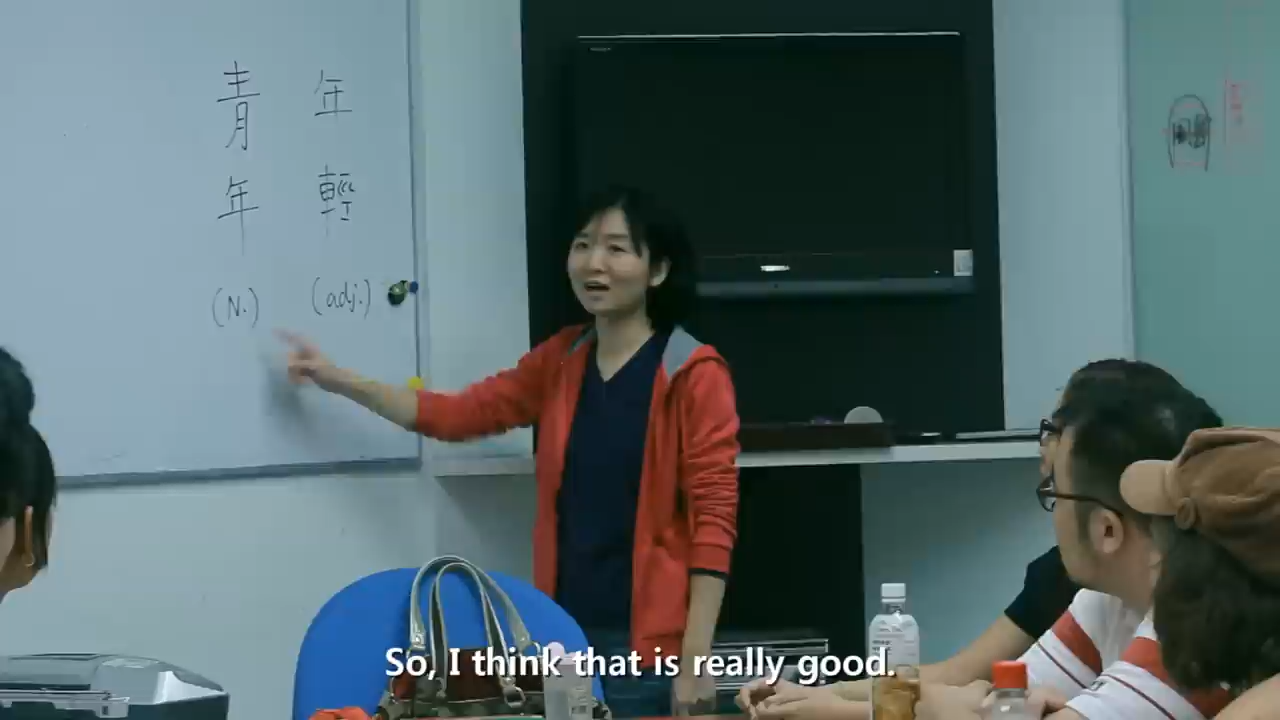 青年
(N.)
年輕
(adj.)
So, I think that is really good.